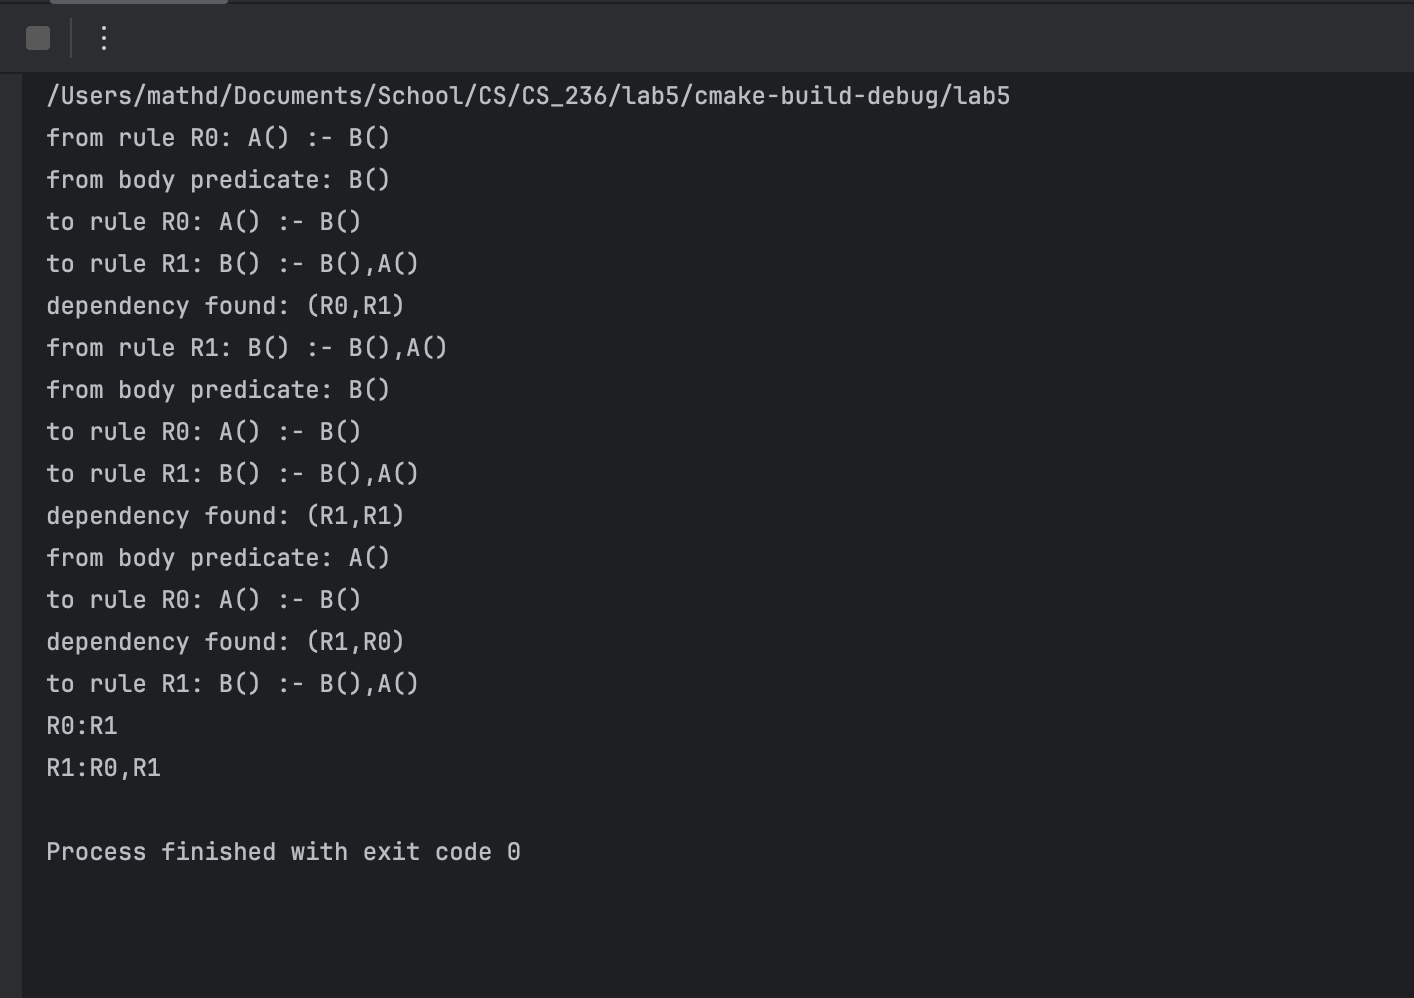 /Users/mathd/Documents/School/CS/CS_236/lab5/cmake-build-debug/lab5
from rule R0: A() :- B()
from body predicate: B()
to rule R0: A() :- B()
to rule R1: B() :- B(),A()
dependency found: (R0,R1)
from rule R1: B() :- B(),A()
from body predicate: B()
to rule R0: A() :- B()
to rule R1: B() :- B(),A()
dependency found: (R1,R1)
from body predicate: A()
to rule R0: A() :- B()
dependency found: (R1,R0)
to rule R1: B() :- B(),A()
R0:R1
R1:R0,R1
Process finished with exit code 0